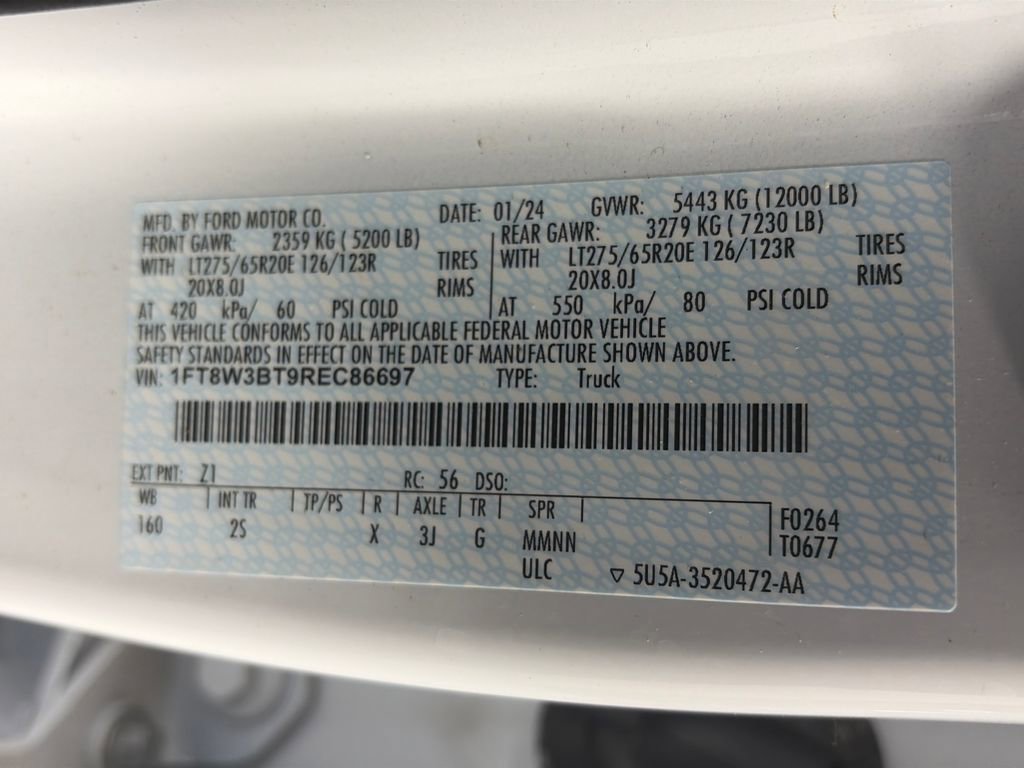 MFD. BY FORD MOTOR CO. DATE: 01/24 GVWR: 5443 KG (12000 LB)
FRONT GAWR: 2359 KG ( 5200 LB) REAR GAWR: 3279 KG ( 7230 LB)
WITH LT275/65R20E 126/123R TIRES WITH LT275/65R20E 126/123R TIRES
20X8.0J RIMS 20X8.0J RIMS
AT 420 kPa/ 60 PSI COLD AT 550 kPa/ 80 PSI COLD
THIS VEHICLE CONFORMS TO ALL APPLICABLE FEDERAL MOTOR VEHICLE
SAFETY STANDARDS IN EFFECT ON THE DATE OF MANUFACTURE SHOWN ABOVE.
VIN: 1FT8W3BT9REC86697 TYPE: Truck
EXT PNT: Z1 RC: 56 DSO:
WB INT TR TP/PS R AXLE TR SPR F0264
160 2S X 3J G MMNN T0677
ULC ▽ 5U5A-3520472-AA